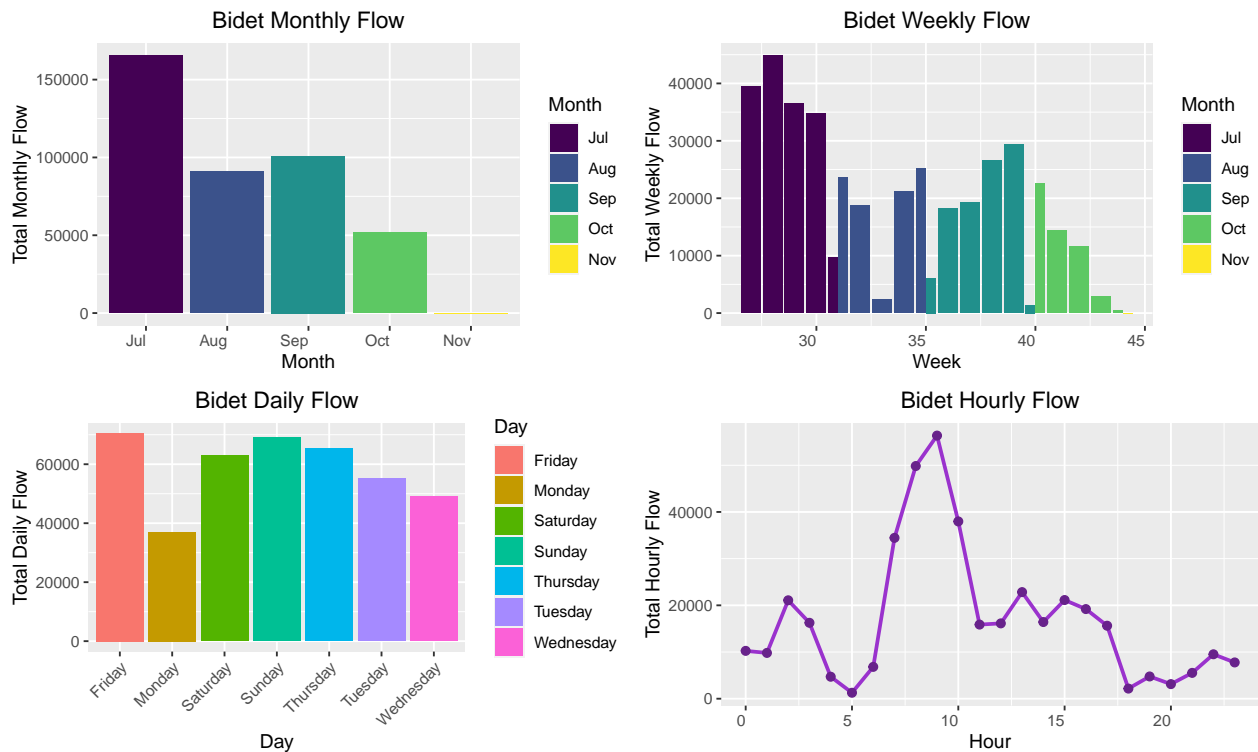 Bidet Monthly Flow
Total Monthly Flow
150000
100000
50000
0
Jul
Aug
Sep
Oct
Nov
Month
Month
Jul
Aug
Sep
Oct
Nov
Bidet Weekly Flow
Total Weekly Flow
40000
30000
20000
10000
0
30
35
40
45
Week
Month
Jul
Aug
Sep
Oct
Nov
Bidet Daily Flow
Total Daily Flow
60000
40000
20000
0
Friday
Monday
Saturday
Sunday
Thursday
Tuesday
Wednesday
Day
Day
Friday
Monday
Saturday
Sunday
Thursday
Tuesday
Wednesday
Bidet Hourly Flow
Total Hourly Flow
40000
20000
0
0
5
10
15
20
Hour